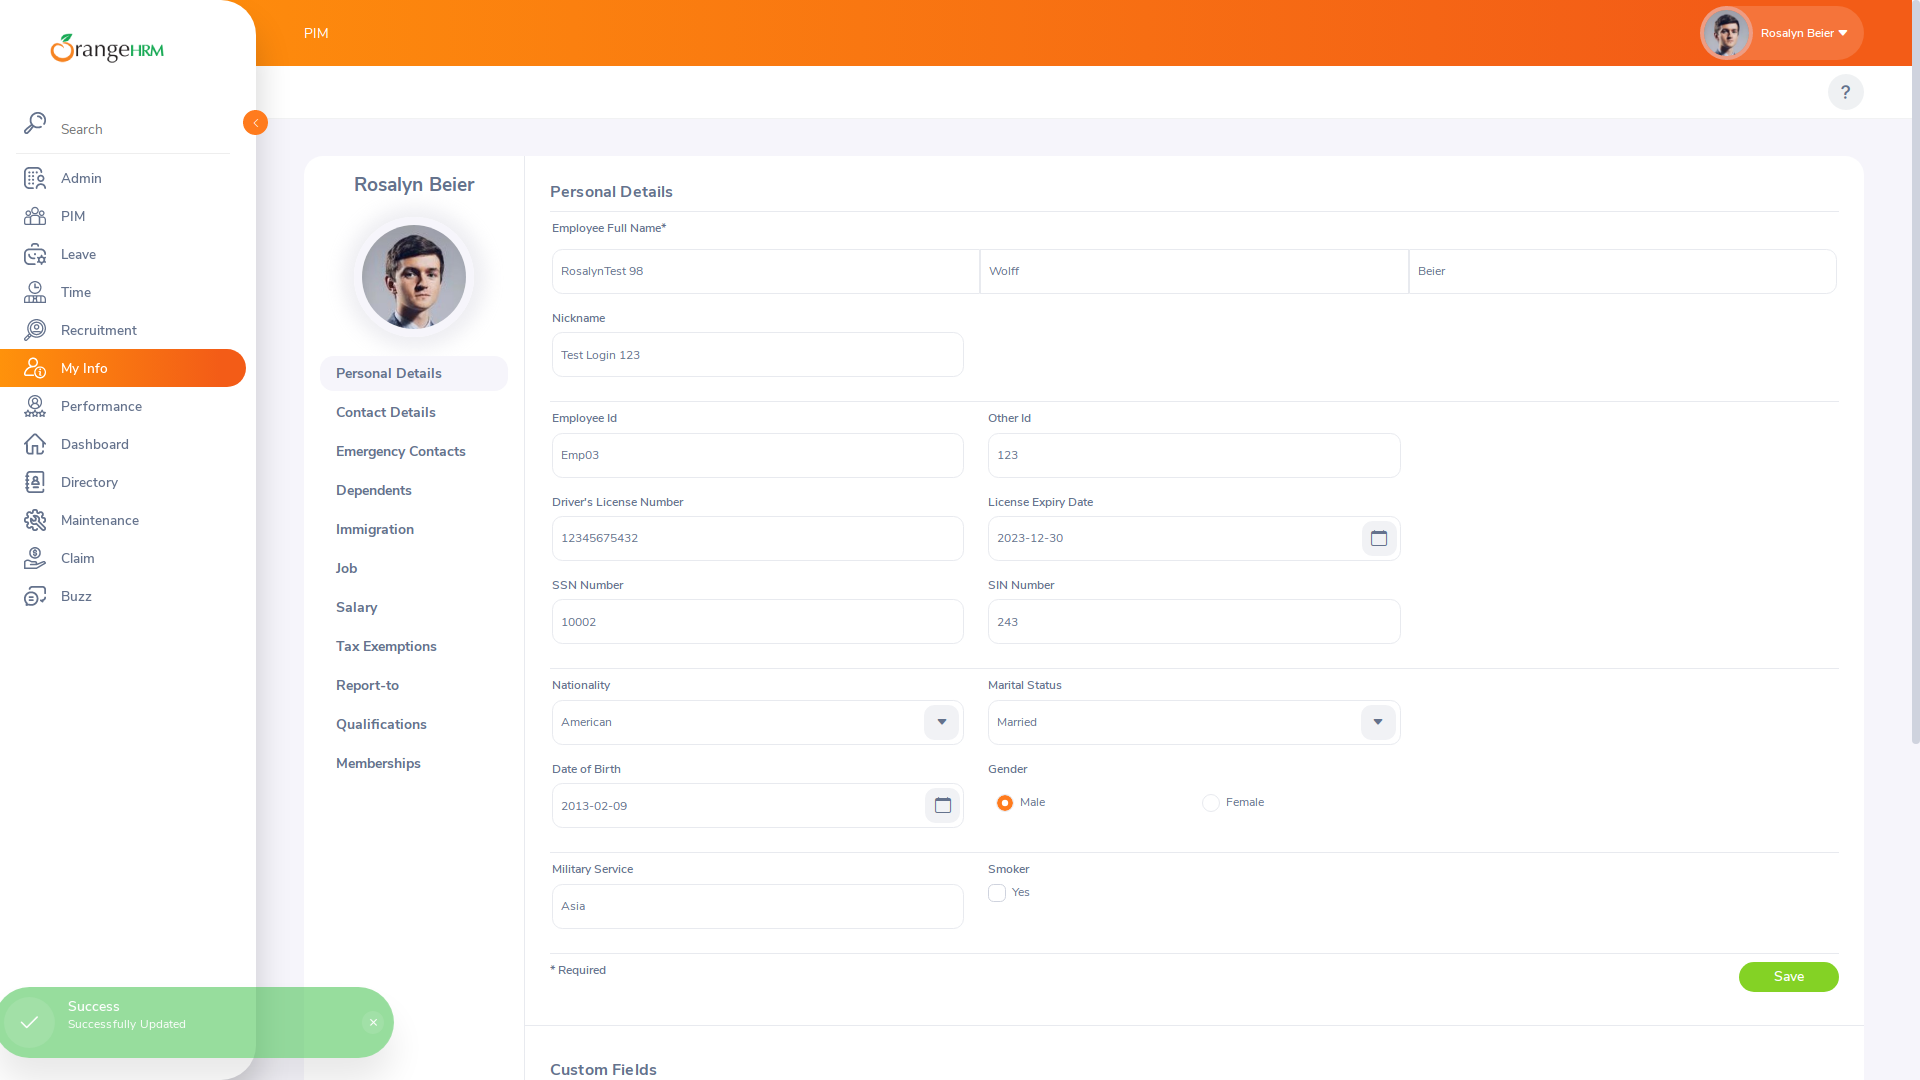 OrangeHRM
Search
Admin
PIM
Leave
Time
Recruitment
My Info
Performance
Dashboard
Directory
Maintenance
Claim
Buzz
PIM
Rosalyn Beier
?
Rosalyn Beier
Personal Details
Contact Details
Emergency Contacts
Dependents
Immigration
Job
Salary
Tax Exemptions
Report-to
Qualifications
Memberships
Personal Details
Employee Full Name*
RosalynTest 98 Wolff Beier
Nickname
Test Login 123
Employee Id Other Id
Emp03 123
Driver's License Number License Expiry Date
12345675432 2023-12-30
SSN Number SIN Number
10002 243
Nationality Marital Status
American Married
Date of Birth Gender
2013-02-09 Male Female
Military Service Smoker
Asia Yes
* Required Save
Custom Fields
Success
Successfully Updated